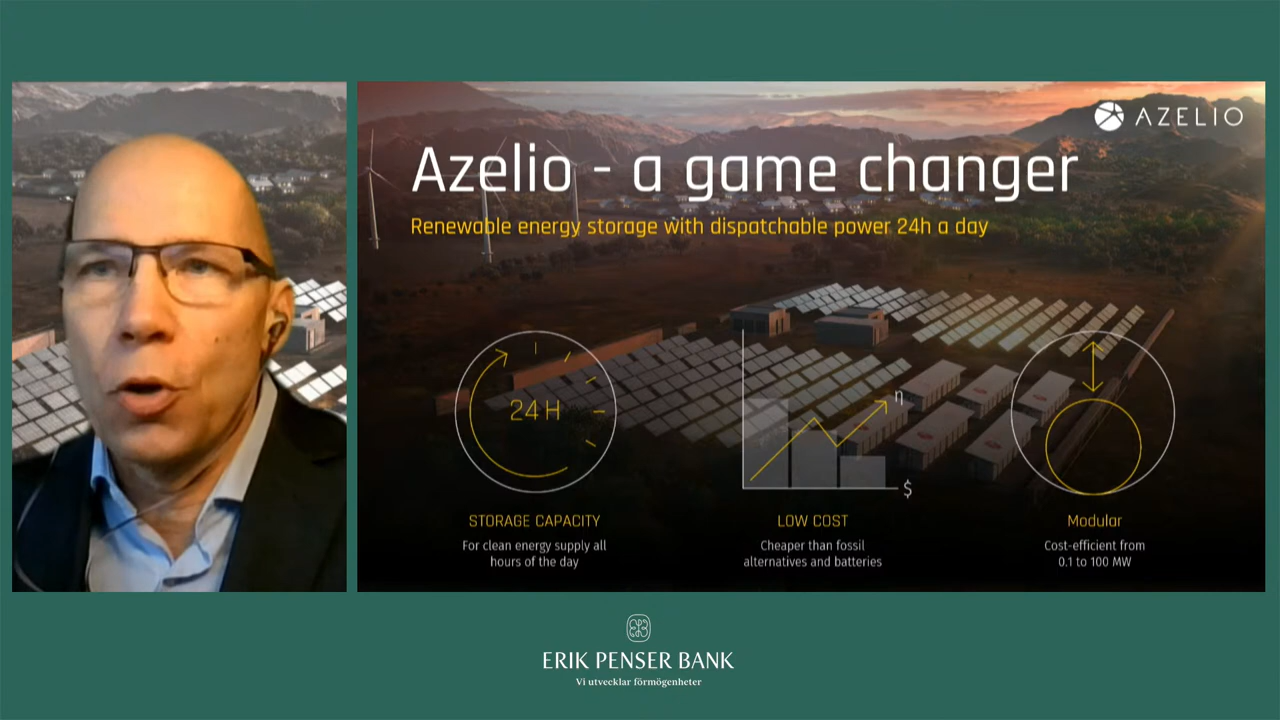 AZELIO
Azelio - a game changer
Renewable energy storage with dispatchable power 24h a day
24 H
η
$
STORAGE CAPACITY
For clean energy supply all
hours of the day
LOW COST
Cheaper than fossil
alternatives and batteries
Modular
Cost-efficient from
0.1 to 100 MW
ERIK PENSER BANK
Vi utvecklar förmögenheter